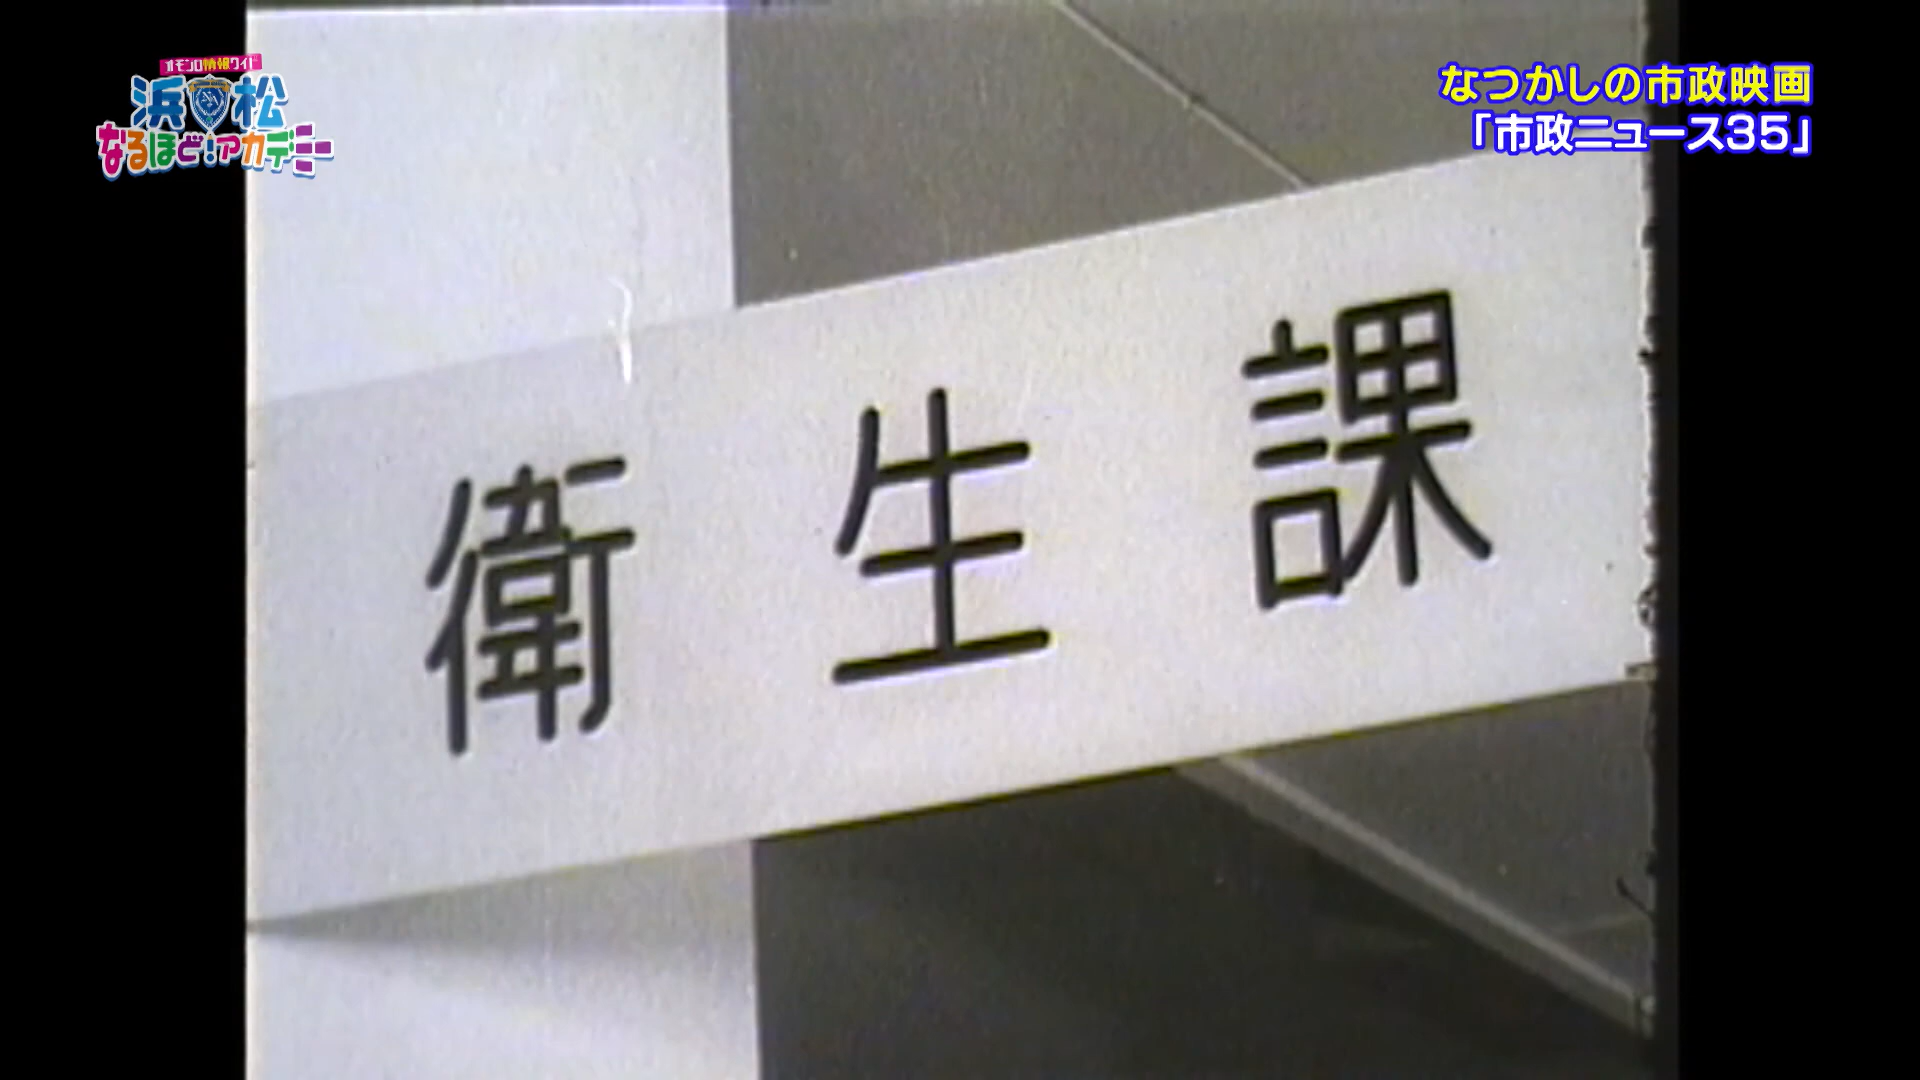 オモシロ情報ワイド
浜松
なるほど!アカデミー
なつかしの市政映画
「市政ニュース35」
衛生課